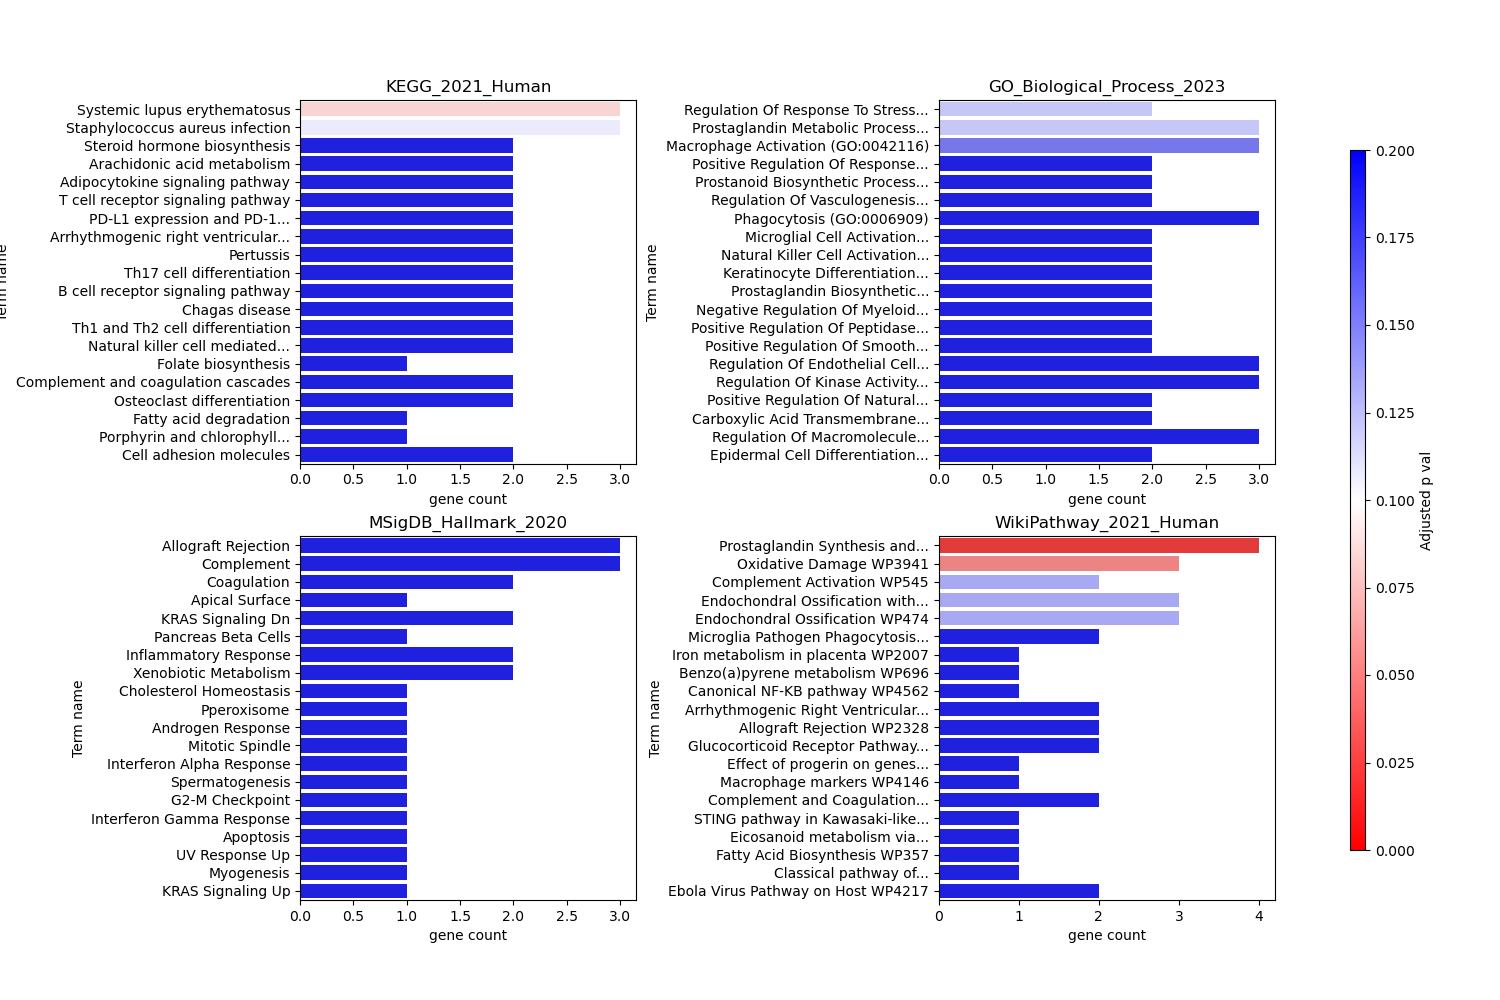 KEGG_2021_Human
Systemic lupus erythematosus
Staphylococcus aureus infection
Steroid hormone biosynthesis
Arachidonic acid metabolism
Adipocytokine signaling pathway
T cell receptor signaling pathway
PD-L1 expression and PD-1...
Arrhythmogenic right ventricular...
Pertussis
Th17 cell differentiation
B cell receptor signaling pathway
Chagas disease
Th1 and Th2 cell differentiation
Natural killer cell mediated...
Folate biosynthesis
Complement and coagulation cascades
Osteoclast differentiation
Fatty acid degradation
Porphyrin and chlorophyll...
Cell adhesion molecules
Term name
0.0 0.5 1.0 1.5 2.0 2.5 3.0
gene count
GO_Biological_Process_2023
Regulation Of Response To Stress...
Prostaglandin Metabolic Process...
Macrophage Activation (GO:0042116)
Positive Regulation Of Response...
Prostanoid Biosynthetic Process...
Regulation Of Vasculogenesis...
Phagocytosis (GO:0006909)
Microglial Cell Activation...
Natural Killer Cell Activation...
Keratinocyte Differentiation...
Prostaglandin Biosynthetic...
Negative Regulation Of Myeloid...
Positive Regulation Of Peptidase...
Positive Regulation Of Smooth...
Regulation Of Endothelial Cell...
Regulation Of Kinase Activity...
Positive Regulation Of Natural...
Carboxylic Acid Transmembrane...
Regulation Of Macromolecule...
Epidermal Cell Differentiation...
Term name
0.0 0.5 1.0 1.5 2.0 2.5 3.0
gene count
MSigDB_Hallmark_2020
Allograft Rejection
Complement
Coagulation
Apical Surface
KRAS Signaling Dn
Pancreas Beta Cells
Inflammatory Response
Xenobiotic Metabolism
Cholesterol Homeostasis
Pperoxisome
Androgen Response
Mitotic Spindle
Interferon Alpha Response
Spermatogenesis
G2-M Checkpoint
Interferon Gamma Response
Apoptosis
UV Response Up
Myogenesis
KRAS Signaling Up
Term name
0.0 0.5 1.0 1.5 2.0 2.5 3.0
gene count
WikiPathway_2021_Human
Prostaglandin Synthesis and...
Oxidative Damage WP3941
Complement Activation WP545
Endochondral Ossification with...
Endochondral Ossification WP474
Microglia Pathogen Phagocytosis...
Iron metabolism in placenta WP2007
Benzo(a)pyrene metabolism WP696
Canonical NF-KB pathway WP4562
Arrhythmogenic Right Ventricular...
Allograft Rejection WP2328
Glucocorticoid Receptor Pathway...
Effect of progerin on genes...
Macrophage markers WP4146
Complement and Coagulation...
STING pathway in Kawasaki-like...
Eicosanoid metabolism via...
Fatty Acid Biosynthesis WP357
Classical pathway of...
Ebola Virus Pathway on Host WP4217
Term name
0 1 2 3 4
gene count
0.200
0.175
0.150
0.125
0.100
0.075
0.050
0.025
0.000
Adjusted p val